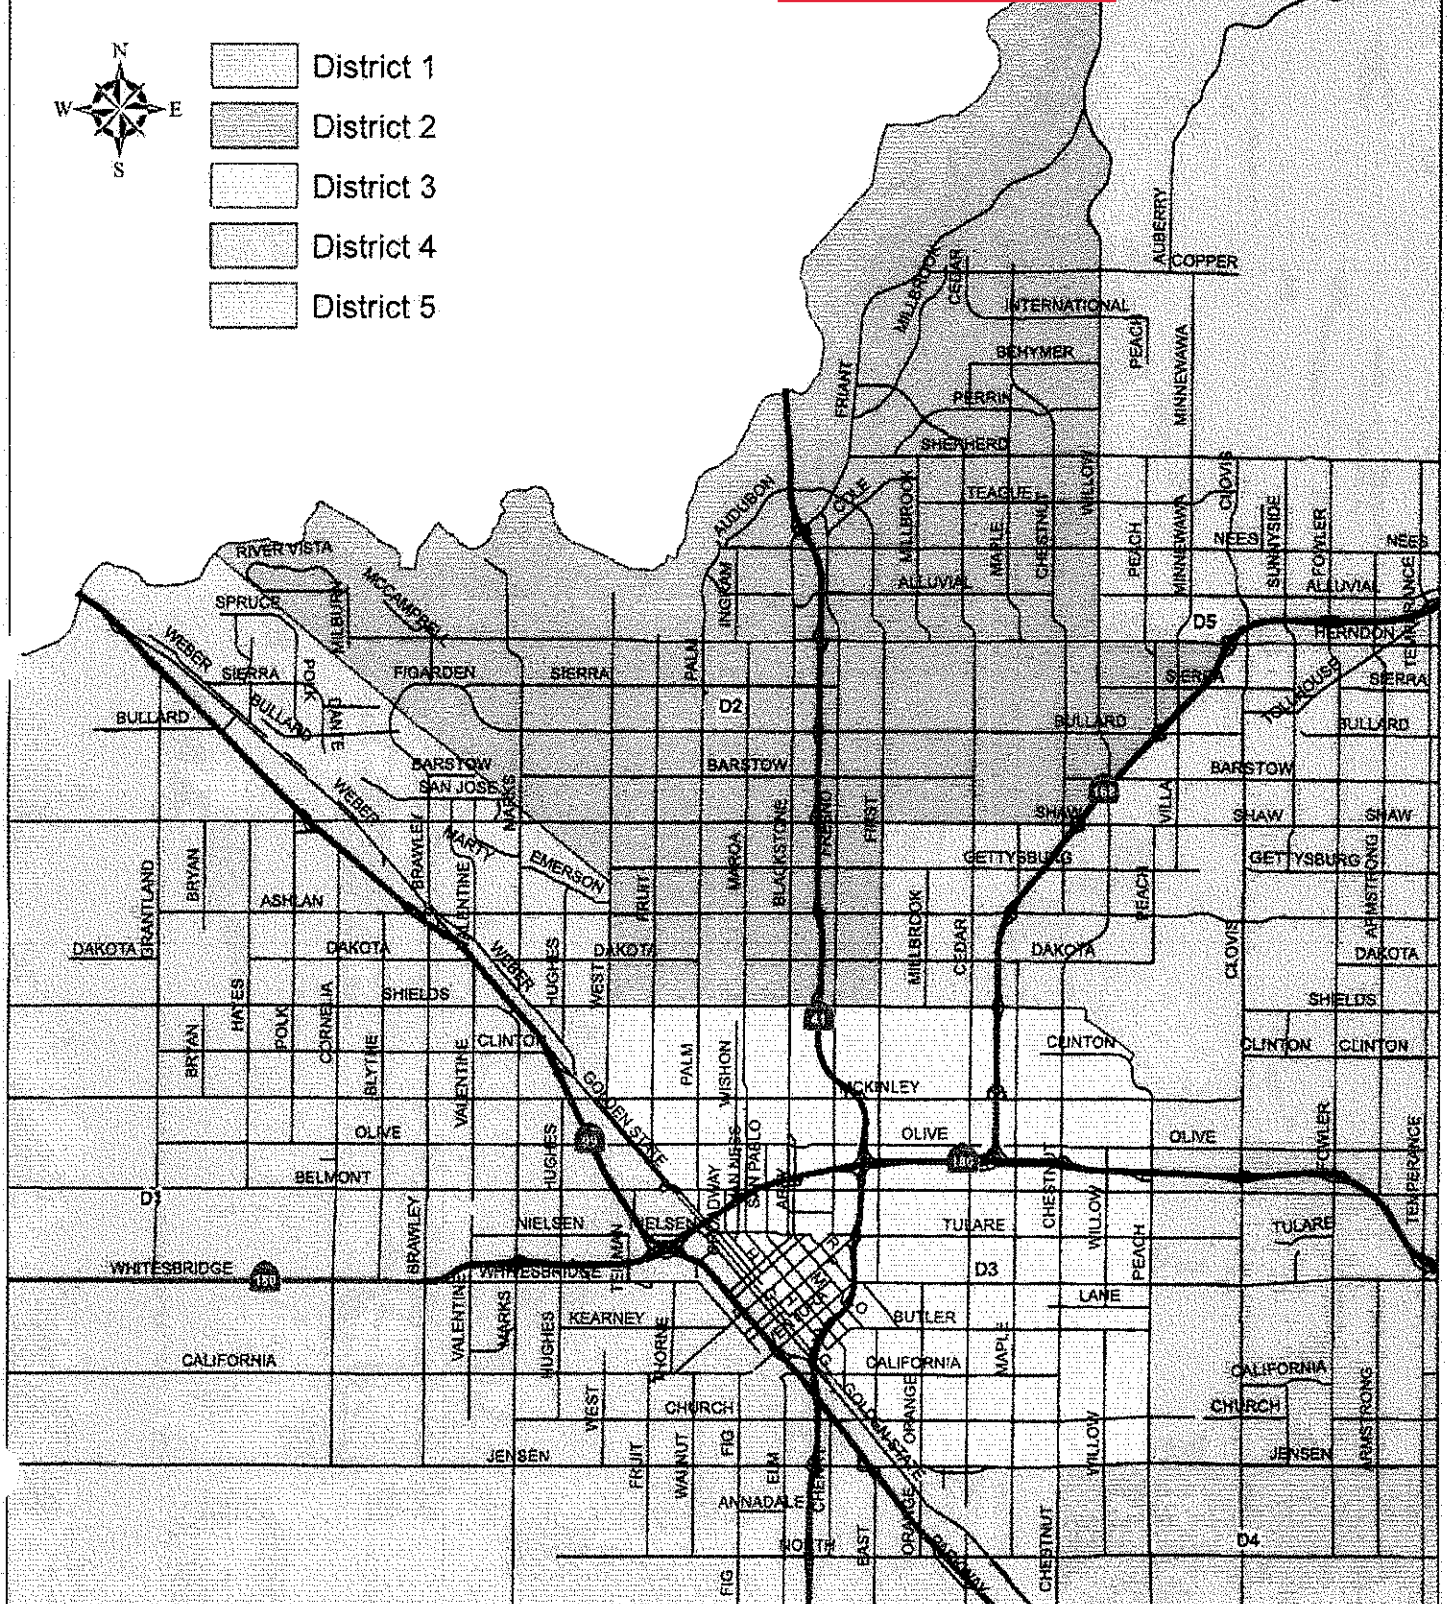 N
W E
S
District 1
District 2
District 3
District 4
District 5
AUBERRY
COPPER
MILLBROOK
CEDAR
INTERNATIONAL
PEACH
MINNEWAWA
BEHYMER
FRIANT
PERRIN
SHEPHERD
WILLOW
AUDUBON
COLE
MILLBROOK
TEAGUE
MAPLE
CHESTNUT
CLOVIS
PEACH
MINNEWAWA
NEES
SUNNYSIDE
FOWLER
NEES
RIVER VISTA
MCCAMPBELL
INGRAM
ALLUVIAL
ALLUVIAL
TEMPERANCE
SPRUCE
MILBURN
D5
HERNDON
WEBER
SIERRA
POLK
FIGARDEN
SIERRA
PALM
SIERRA
TOLLHOUSE
SIERRA
BULLARD
BULLARD
DANTE
D2
BULLARD
BULLARD
BARSTOW
BARSTOW
BARSTOW
SAN JOSE
MARKS
WEBER
168
VILLA
BLACKSTONE
FRESNO
FIRST
SHAW
SHAW
SHAW
BRAWLEY
MARTY
EMERSON
MAROA
GETTYSBURG
GETTYSBURG
GRANTLAND
BRYAN
VALENTINE
FRUIT
PEACH
ARMSTRONG
ASHLAN
MILLBROOK
CEDAR
CLOVIS
DAKOTA
DAKOTA
WEBER
HUGHES
WEST
DAKOTA
DAKOTA
DAKOTA
HATES
SHIELDS
SHIELDS
BRYAN
POLK
CORNELIA
BLYTHE
VALENTINE
CLINTON
PALM
WISHON
41
CLINTON
CLINTON
CLINTON
GOLDEN STATE
MCKINLEY
OLIVE
HUGHES
SAN PABLO
OLIVE
180
OLIVE
FOWLER
TEMPERANCE
BELMONT
BROADWAY
VAN NESS
CHESTNUT
WILLOW
D1
BRAWLEY
NIELSEN
NIELSEN
TULARE
TULARE
PEACH
WHITESBRIDGE
180
WHITESBRIDGE
TEILMAN
D3
VALENTINE
MARKS
HUGHES
KEARNEY
THORNE
VENTURA
M
O
BUTLER
LANE
MAPLE
CALIFORNIA
CALIFORNIA
CALIFORNIA
WEST
CHURCH
GOLDEN STATE
ORANGE
WILLOW
CHURCH
ARMSTRONG
JENSEN
FRUIT
WALNUT
FIG
ELM
CHERRY
JENSEN
ANNADALE
ORANGE
NORTH
EAST
PARKWAY
CHESTNUT
D4
FIG